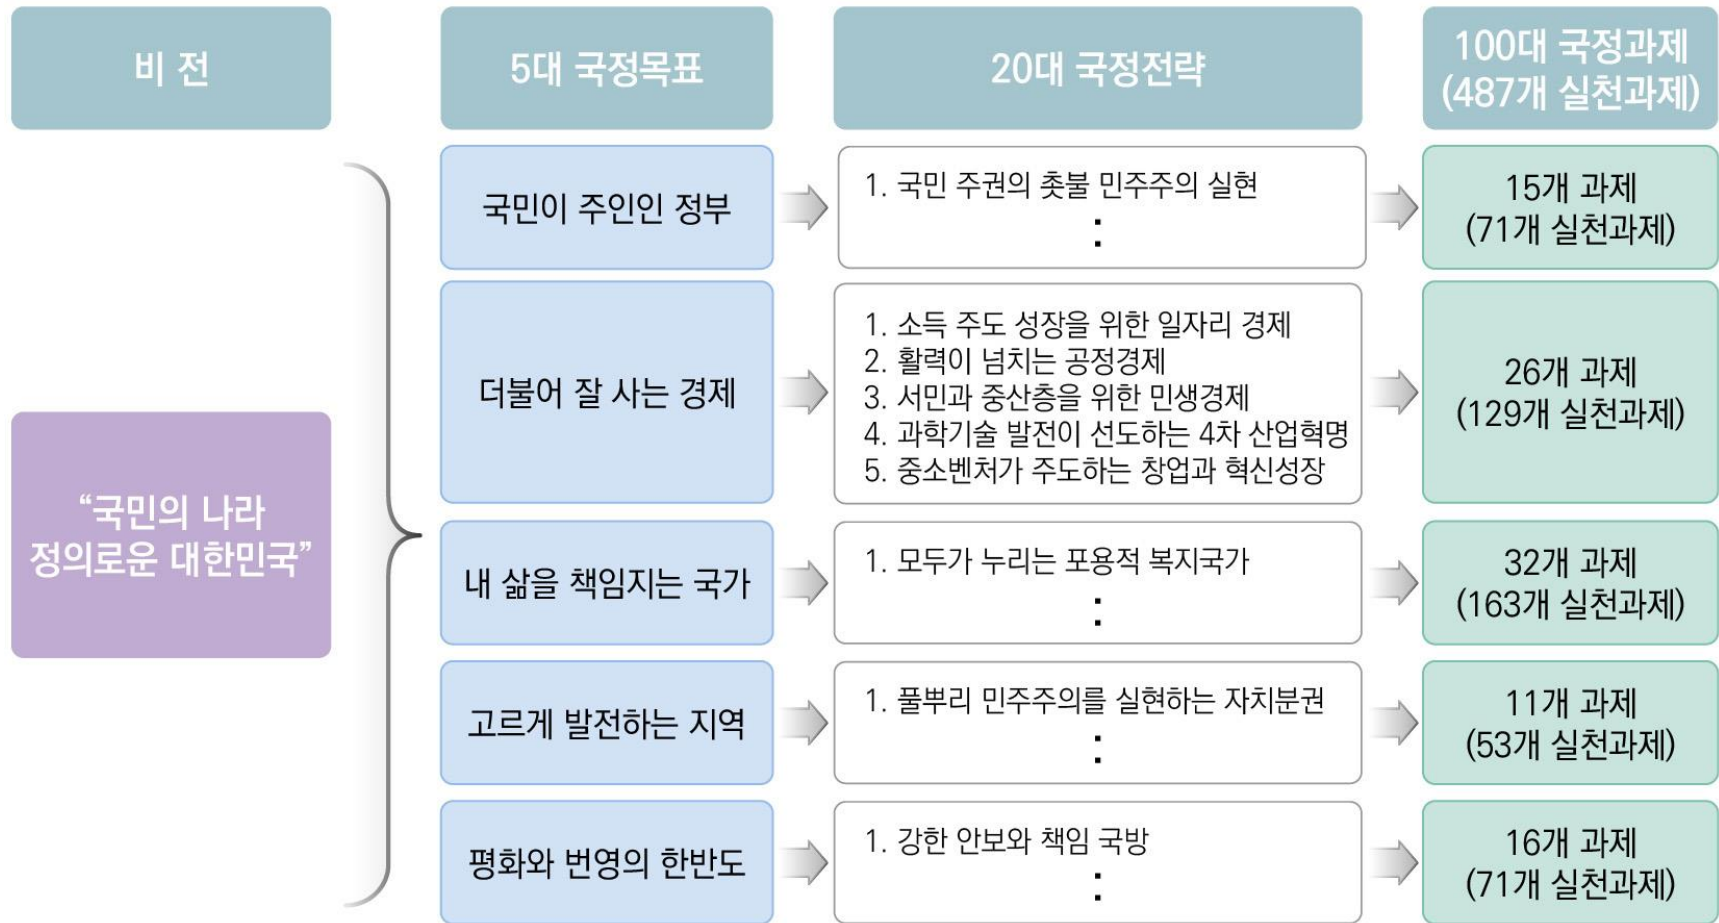 비 전
5대 국정목표
20대 국정전략
100대 국정과제
(487개 실천과제)
“국민의 나라
정의로운 대한민국”
국민이 주인인 정부
1. 국민 주권의 촛불 민주주의 실현
:
15개 과제
(71개 실천과제)
더불어 잘 사는 경제
1. 소득 주도 성장을 위한 일자리 경제
2. 활력이 넘치는 공정경제
3. 서민과 중산층을 위한 민생경제
4. 과학기술 발전이 선도하는 4차 산업혁명
5. 중소벤처가 주도하는 창업과 혁신성장
26개 과제
(129개 실천과제)
내 삶을 책임지는 국가
1. 모두가 누리는 포용적 복지국가
:
32개 과제
(163개 실천과제)
고르게 발전하는 지역
1. 풀뿌리 민주주의를 실현하는 자치분권
:
11개 과제
(53개 실천과제)
평화와 번영의 한반도
1. 강한 안보와 책임 국방
:
16개 과제
(71개 실천과제)